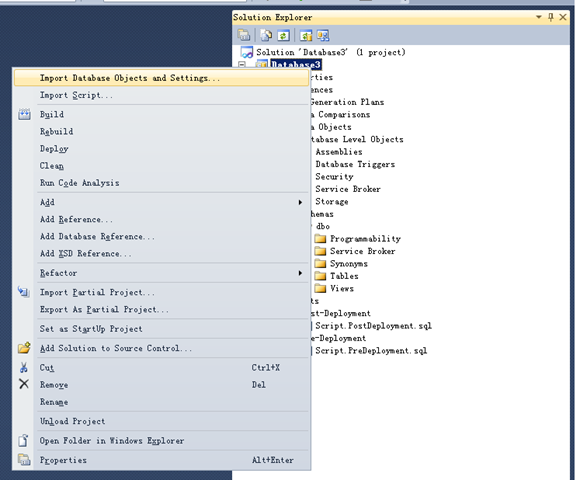 Solution Explorer
Solution 'Database3' (1 project)
Database3
Import Database Objects and Settings...
Import Script...
Build
Rebuild
Deploy
Clean
Run Code Analysis
Add
Add Reference...
Add Database Reference...
Add XSD Reference...
Refactor
Import Partial Project...
Export As Partial Project...
Set as StartUp Project
Add Solution to Source Control...
Cut Ctrl+X
Remove Del
Rename
Unload Project
Open Folder in Windows Explorer
Properties Alt+Enter
rties
ences
Generation Plans
a Comparisons
a Objects
tabase Level Objects
Assemblies
Database Triggers
Security
Service Broker
Storage
hemas
dbo
Programmability
Service Broker
Synonyms
Tables
Views
ts
st-Deployment
Script.PostDeployment.sql
e-Deployment
Script.PreDeployment.sql